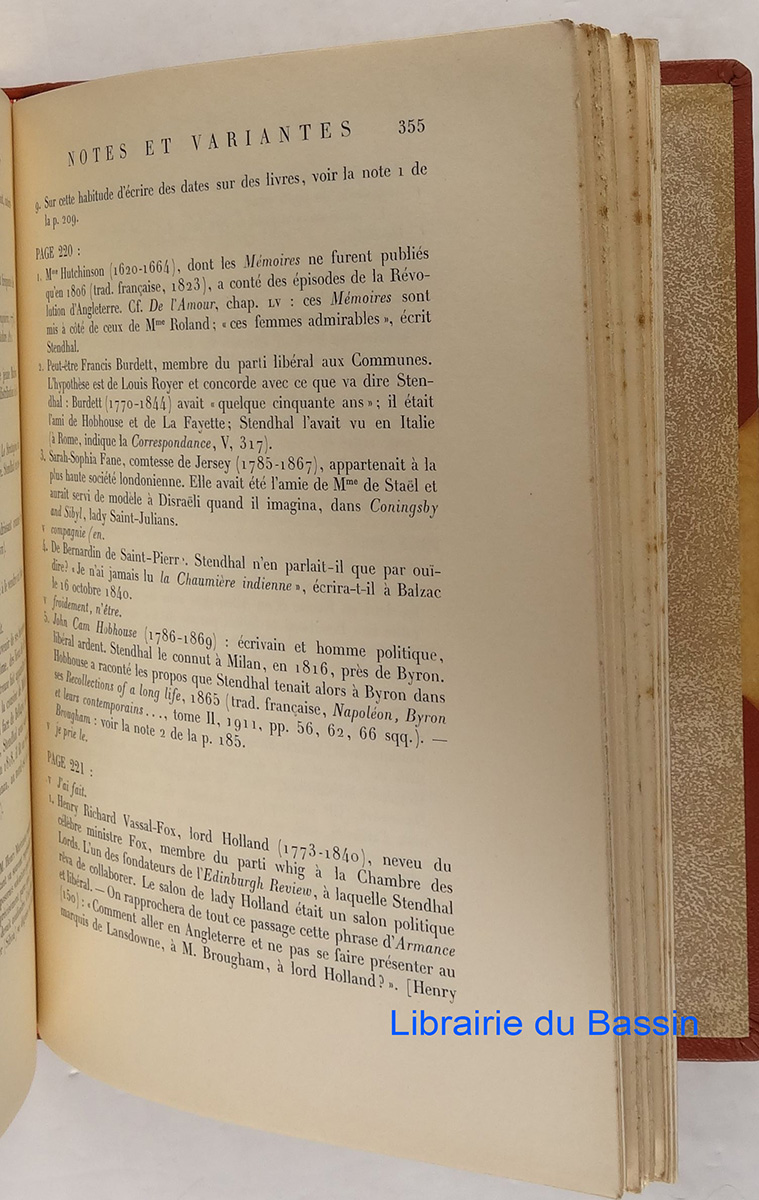 NOTES ET VARIANTES 355
9. Sur cette habitude d'écrire des dates sur des livres, voir la note 1 de
la p. 209.
PAGE 220 :
1. Mme Hutchinson (1620-1664), dont les Mémoires ne furent publiés
qu'en 1806 (trad. française, 1823), a conté des épisodes de la Révo-
lution d'Angleterre. Cf. De l'Amour, chap. LV : ces Mémoires sont
mis à côté de ceux de Mme Roland; « ces femmes admirables », écrit
Stendhal.
2. Peut-être Francis Burdett, membre du parti libéral aux Communes.
L'hypothèse est de Louis Royer et concorde avec ce que va dire Sten-
dhal : Burdett (1770-1844) avait « quelque cinquante ans »; il était
l'ami de Hobhouse et de La Fayette; Stendhal l'avait vu en Italie
(à Rome, indique la Correspondance, V, 317).
3. Sarah-Sophia Fane, comtesse de Jersey (1785-1867), appartenait à la
plus haute société londonienne. Elle avait été l'amie de Mme de Staël et
aurait servi de modèle à Disraëli quand il imagina, dans Coningsby
and Sibyl, lady Saint-Julians.
v compagnie (en.
4. De Bernardin de Saint-Pierr. Stendhal n'en parlait-il que par ouï-
dire? « Je n'ai jamais lu la Chaumière indienne », écrira-t-il à Balzac
le 16 octobre 1840.
v froidement, n'être.
5. John Cam Hobhouse (1786-1869) : écrivain et homme politique,
libéral ardent. Stendhal le connut à Milan, en 1816, près de Byron.
Hobhouse a raconté les propos que Stendhal tenait alors à Byron dans
ses Recollections of a long life, 1865 (trad. française, Napoléon, Byron
et leurs contemporains..., tome II, 1911, pp. 56, 62, 66 sqq.). —
Brougham : voir la note 2 de la p. 185.
v je prie le.
PAGE 221 :
v J'ai fait.
1. Henry Richard Vassal-Fox, lord Holland (1773-1840), neveu du
célèbre ministre Fox, membre du parti whig à la Chambre des
Lords. L'un des fondateurs de l'Edinburgh Review, à laquelle Stendhal
rêva de collaborer. Le salon de lady Holland était un salon politique
et libéral. — On rapprochera de tout ce passage cette phrase d'Armance
(150) : « Comment aller en Angleterre et ne pas se faire présenter au
marquis de Lansdowne, à M. Brougham, à lord Holland? ». [Henry
Librairie du Bassin